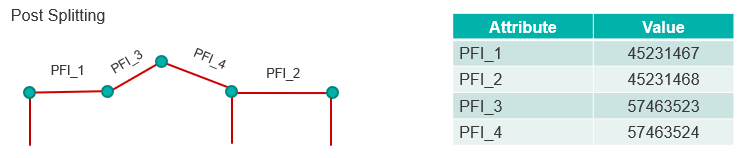 Post Splitting
PFI_1
PFI_3
PFI_4
PFI_2
Attribute Value
PFI_1 45231467
PFI_2 45231468
PFI_3 57463523
PFI_4 57463524